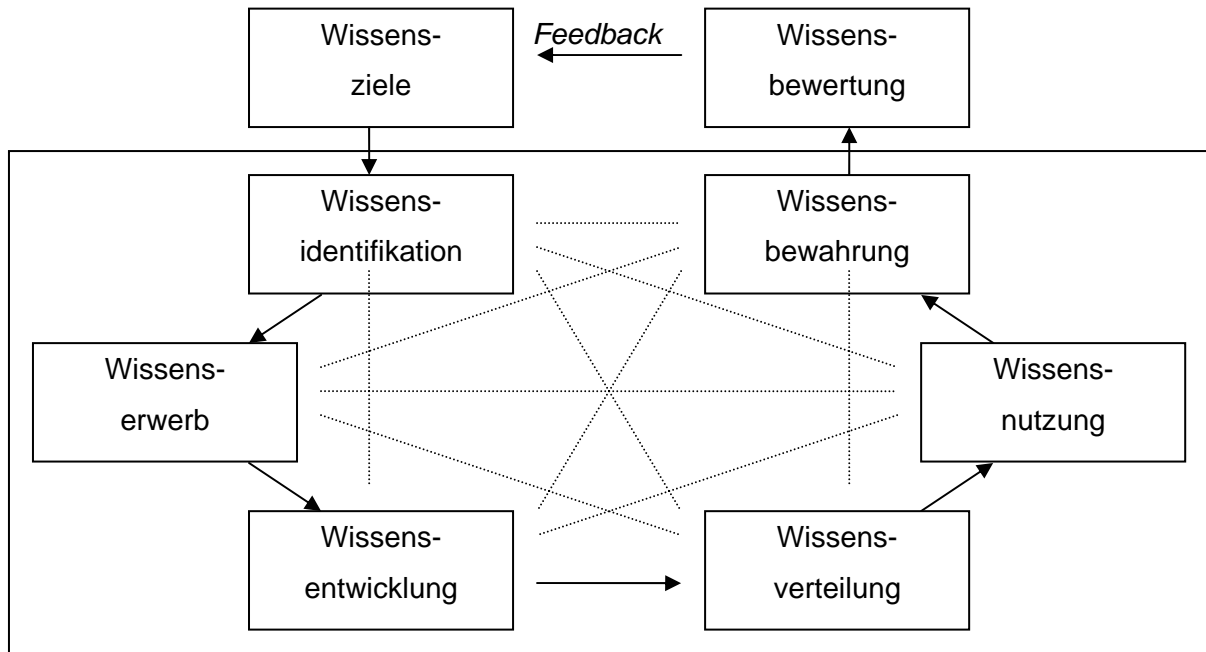 Wissens-
ziele
Feedback
Wissens-
bewertung
Wissens-
identifikation
Wissens-
bewahrung
Wissens-
erwerb
Wissens-
nutzung
Wissens-
entwicklung
Wissens-
verteilung